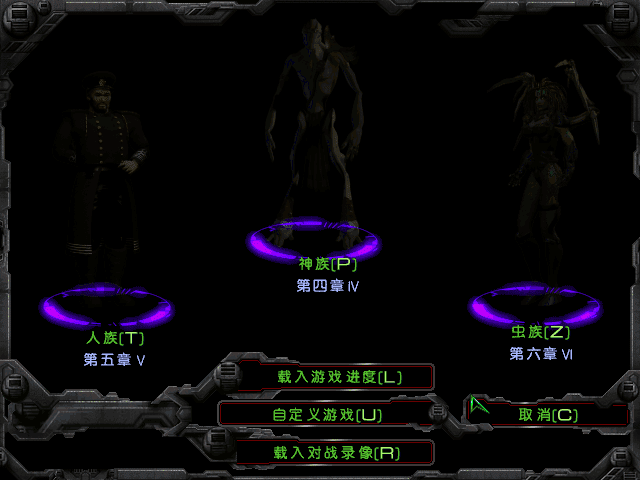 神族(P)
第四章 IV
人族(T)
第五章 V
虫族(Z)
第六章 VI
载入游戏进度(L)
自定义游戏(U)
取消(C)
载入对战录像(R)